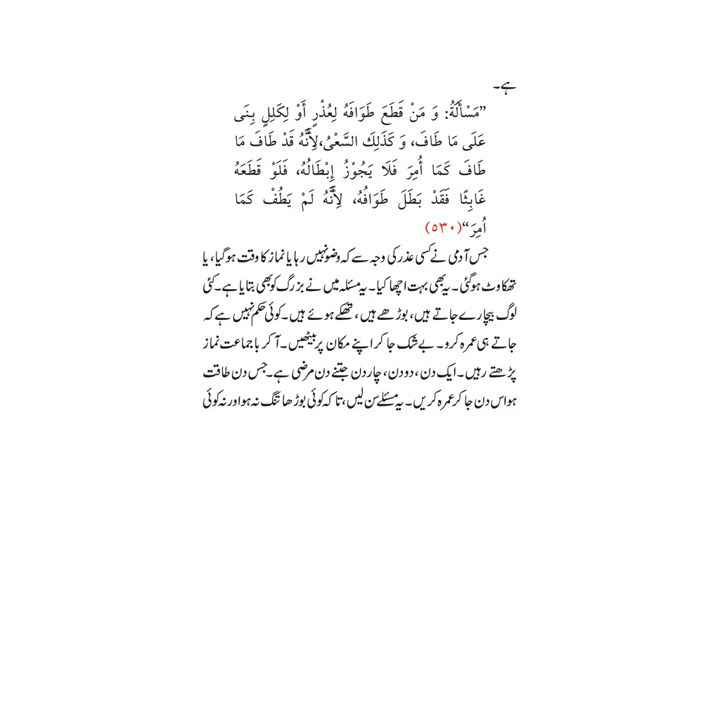 ہے۔
”مَسْأَلَةُ: وَ مَنْ قَطَعَ طَوَافَهُ لِعُذْرٍ أَوْ لِكَلِلٍ بِنَى
عَلَى مَا طَافَ، وَ كَذَلِكَ السَّعْىُ،لِأَنَّهُ قَدْ طَافَ مَا
طَافَ كَمَا أُمِرَ فَلَا يَجُوْزُ إِبْطَالُهُ، فَلَوْ قَطَعَهُ
عَابِثًا فَقَدْ بَطَلَ طَوَافُهُ، لِأَنَّهُ لَمْ يَطُفْ كَمَا
اُمِرَ“(۵۳۰)
جس آدمی نے کسی عذر کی وجہ سے کہ وضو نہیں رہا یا نماز کا وقت ہو گیا، یا
تھکاوٹ ہوگئی۔ یہ بھی بہت اچھا کیا۔ یہ مسئلہ میں نے بزرگ کو بھی بتایا ہے۔ کئی
لوگ بیچارے جاتے ہیں، بوڑھے ہیں، تھکے ہوئے ہیں۔ کوئی حکم نہیں ہے کہ
جاتے ہی عمرہ کرو۔ بے شک جا کر اپنے مکان پر بیٹھیں۔ آ کر باجماعت نماز
پڑھتے رہیں۔ ایک دن، دو دن، چار دن جتنے دن مرضی ہے۔ جس دن طاقت
ہو اس دن جا کر عمرہ کریں۔ یہ مسئلے سن لیں، تا کہ کوئی بوڑھا تنگ نہ ہو اور نہ کوئی